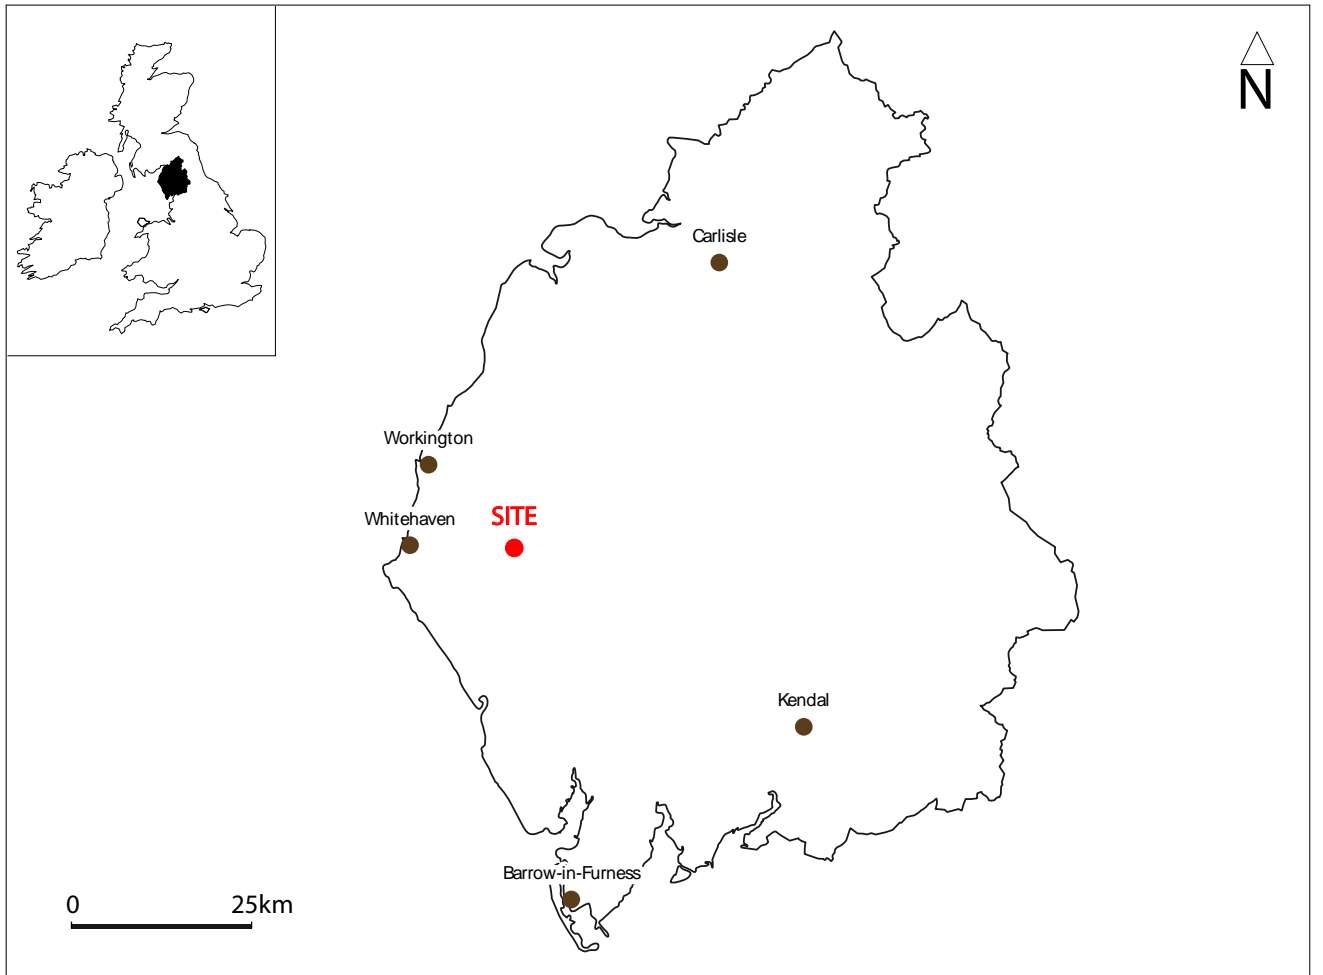 N
Carlisle
Workington
Whitehaven
SITE
Kendal
Barrow-in-Furness
0 25km